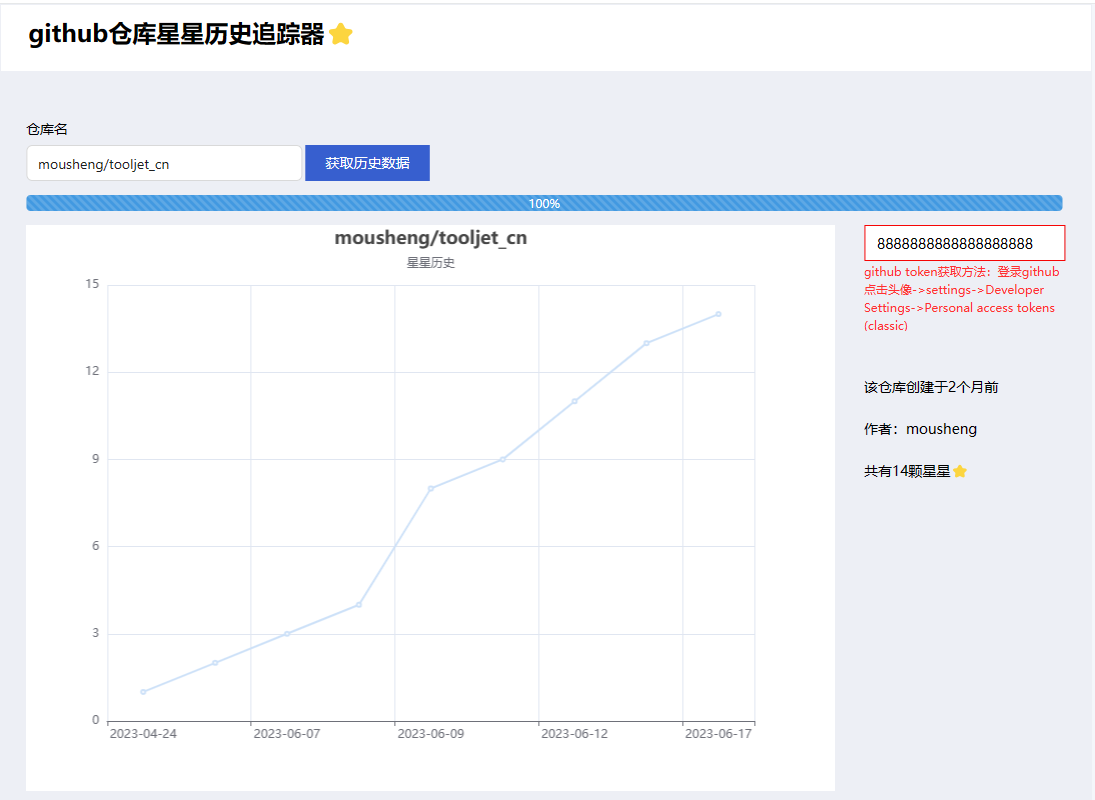 github仓库星星历史追踪器⭐
仓库名
mousheng/tooljet_cn
获取历史数据
100%
mousheng/tooljet_cn
星星历史
15
12
9
6
3
0
2023-04-24
2023-06-07
2023-06-09
2023-06-12
2023-06-17
8888888888888888888
github token获取方法：登录github
点击头像->settings->Developer
Settings->Personal access tokens
(classic)
该仓库创建于2个月前
作者：mousheng
共有14颗星星⭐